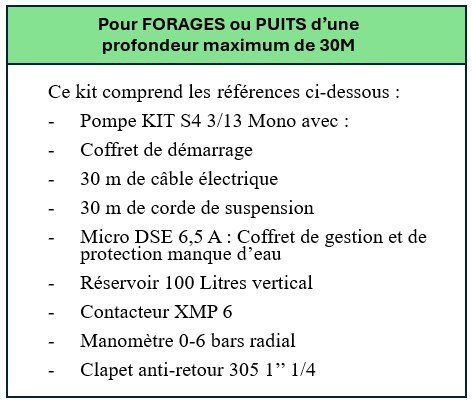 Pour FORAGES ou PUITS d’une
profondeur maximum de 30M
Ce kit comprend les références ci-dessous :
- Pompe KIT S4 3/13 Mono avec :
- Coffret de démarrage
- 30 m de câble électrique
- 30 m de corde de suspension
- Micro DSE 6,5 A : Coffret de gestion et de
protection manque d’eau
- Réservoir 100 Litres vertical
- Contacteur XMP 6
- Manomètre 0-6 bars radial
- Clapet anti-retour 305 1’’ 1/4